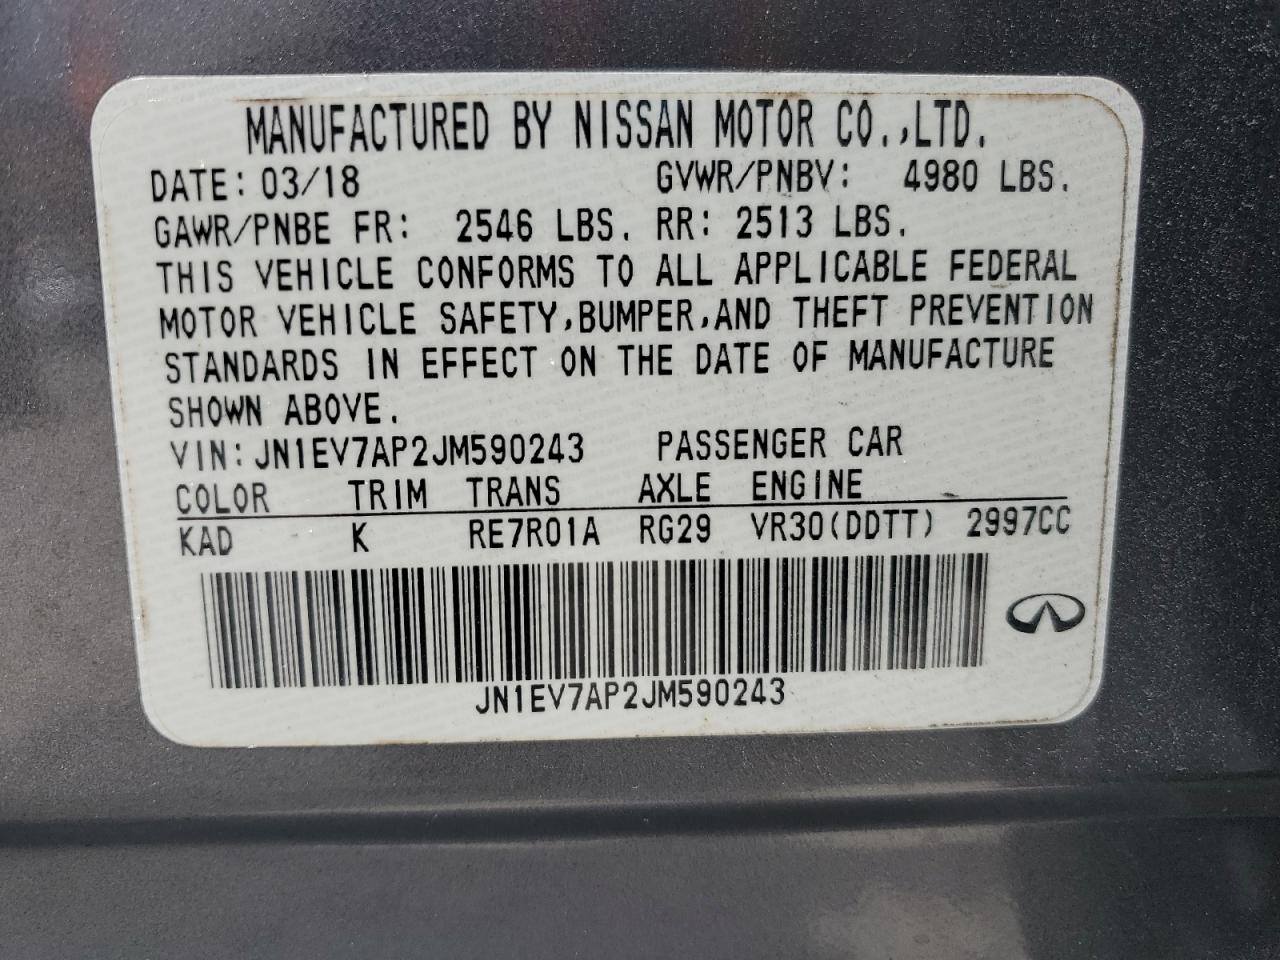 MANUFACTURED BY NISSAN MOTOR CO.,LTD.
DATE: 03/18 GVWR/PNBV: 4980 LBS.
GAWR/PNBE FR: 2546 LBS. RR: 2513 LBS.
THIS VEHICLE CONFORMS TO ALL APPLICABLE FEDERAL
MOTOR VEHICLE SAFETY,BUMPER,AND THEFT PREVENTION
STANDARDS IN EFFECT ON THE DATE OF MANUFACTURE
SHOWN ABOVE.
VIN:JN1EV7AP2JM590243 PASSENGER CAR
COLOR TRIM TRANS AXLE ENGINE
KAD K RE7R01A RG29 VR30(DDTT) 2997CC
JN1EV7AP2JM590243